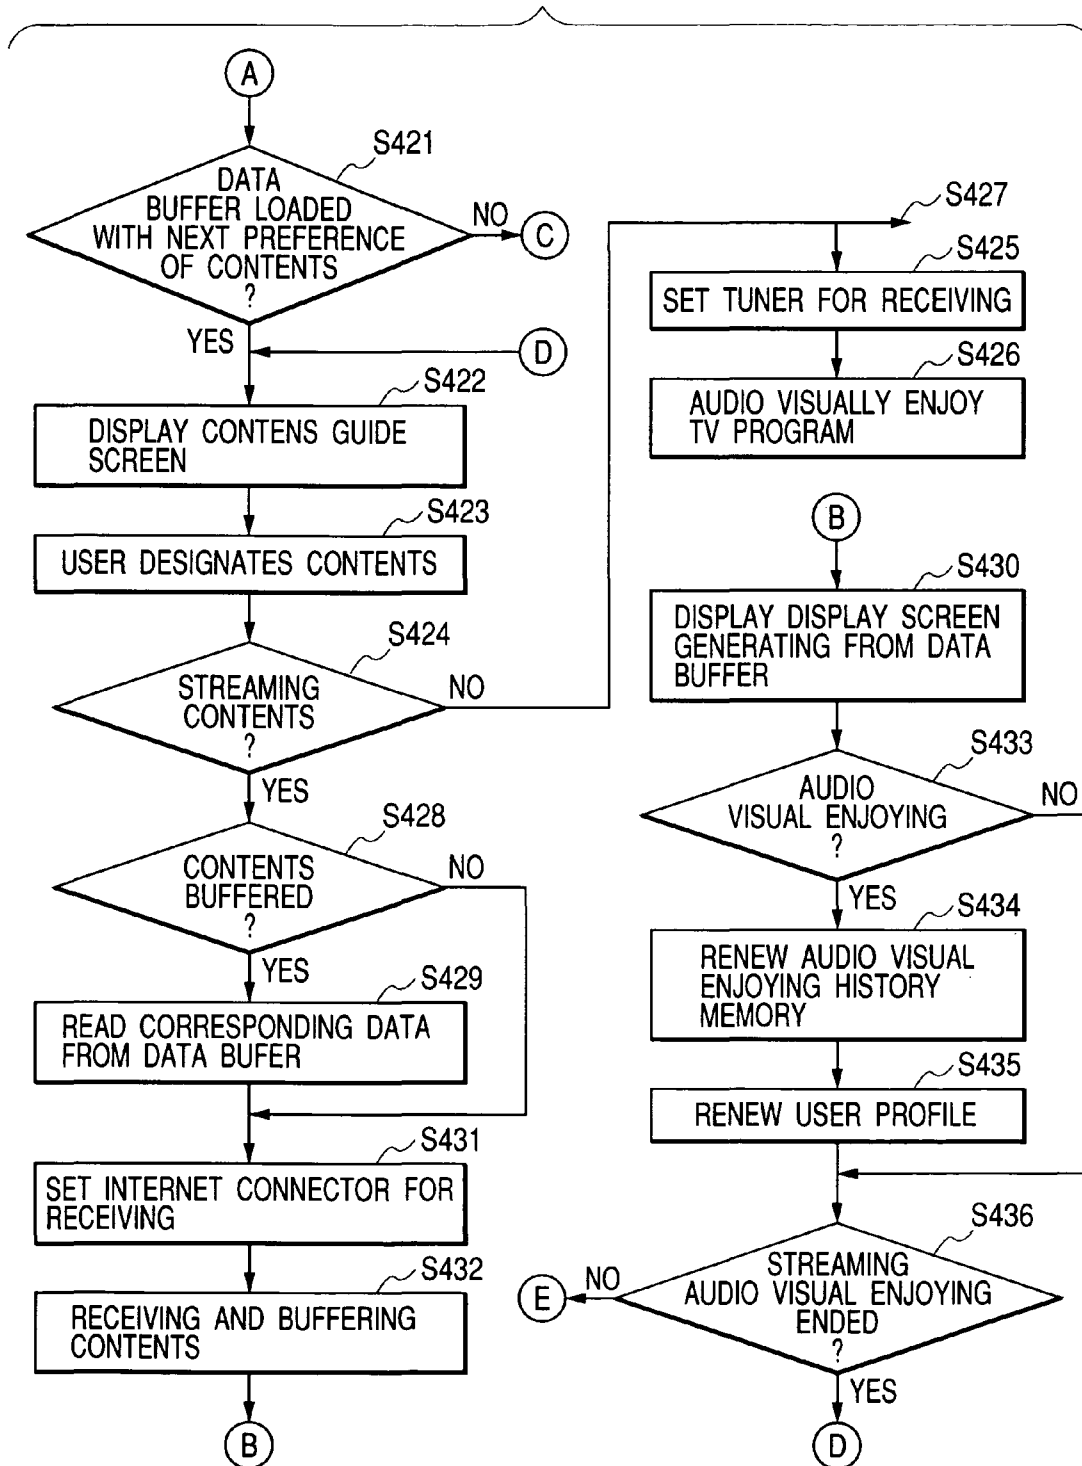 A
S421
DATA
BUFFER LOADED
WITH NEXT PREFERENCE
OF CONTENTS
?
NO
C
YES
D
S422
DISPLAY CONTENS GUIDE
SCREEN
S423
USER DESIGNATES CONTENTS
S424
STREAMING
CONTENTS
?
NO
YES
S428
CONTENTS
BUFFERED
?
NO
YES
S429
READ CORRESPONDING DATA
FROM DATA BUFER
S431
SET INTERNET CONNECTOR FOR
RECEIVING
S432
RECEIVING AND BUFFERING
CONTENTS
B
S427
S425
SET TUNER FOR RECEIVING
S426
AUDIO VISUALLY ENJOY
TV PROGRAM
B
S430
DISPLAY DISPLAY SCREEN
GENERATING FROM DATA
BUFFER
S433
AUDIO
VISUAL ENJOYING
?
NO
YES
S434
RENEW AUDIO VISUAL
ENJOYING HISTORY
MEMORY
S435
RENEW USER PROFILE
S436
STREAMING
AUDIO VISUAL ENJOYING
ENDED
?
NO
E
YES
D